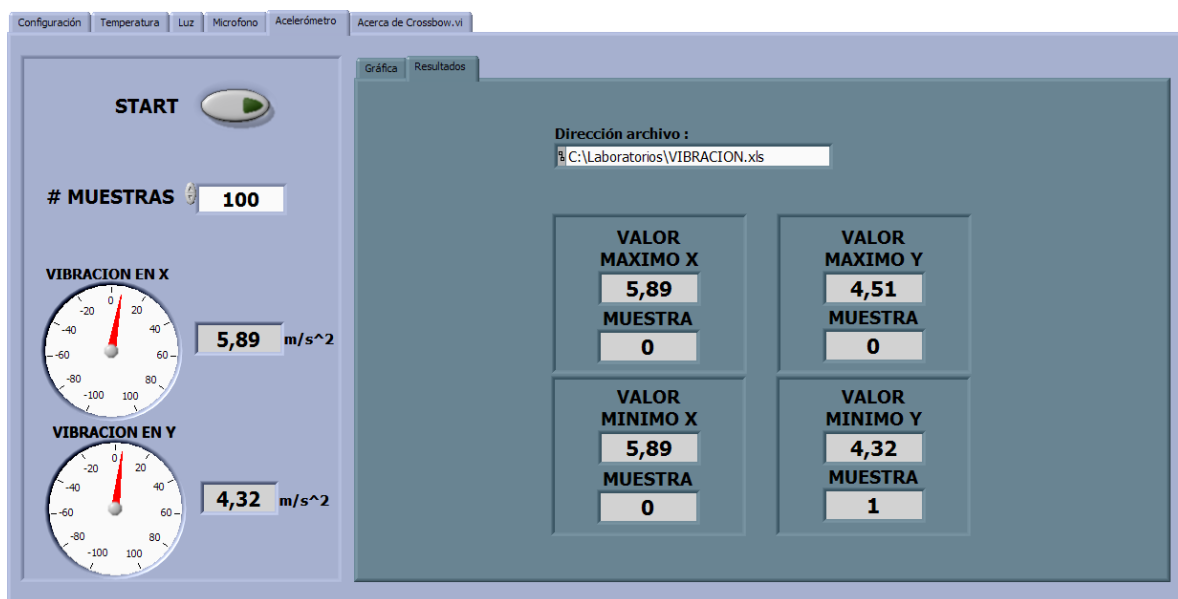 Configuración Temperatura Luz Microfono Acelerómetro Acerca de Crossbow.vi
START
# MUESTRAS 100
VIBRACION EN X
0
-20 20
-40 40
-60 60
-80 80
-100 100
5,89 m/s^2
VIBRACION EN Y
0
-20 20
-40 40
-60 60
-80 80
-100 100
4,32 m/s^2
Gráfica Resultados
Dirección archivo :
C:\Laboratorios\VIBRACION.xls
VALOR
MAXIMO X
5,89
MUESTRA
0
VALOR
MAXIMO Y
4,51
MUESTRA
0
VALOR
MINIMO X
5,89
MUESTRA
0
VALOR
MINIMO Y
4,32
MUESTRA
1